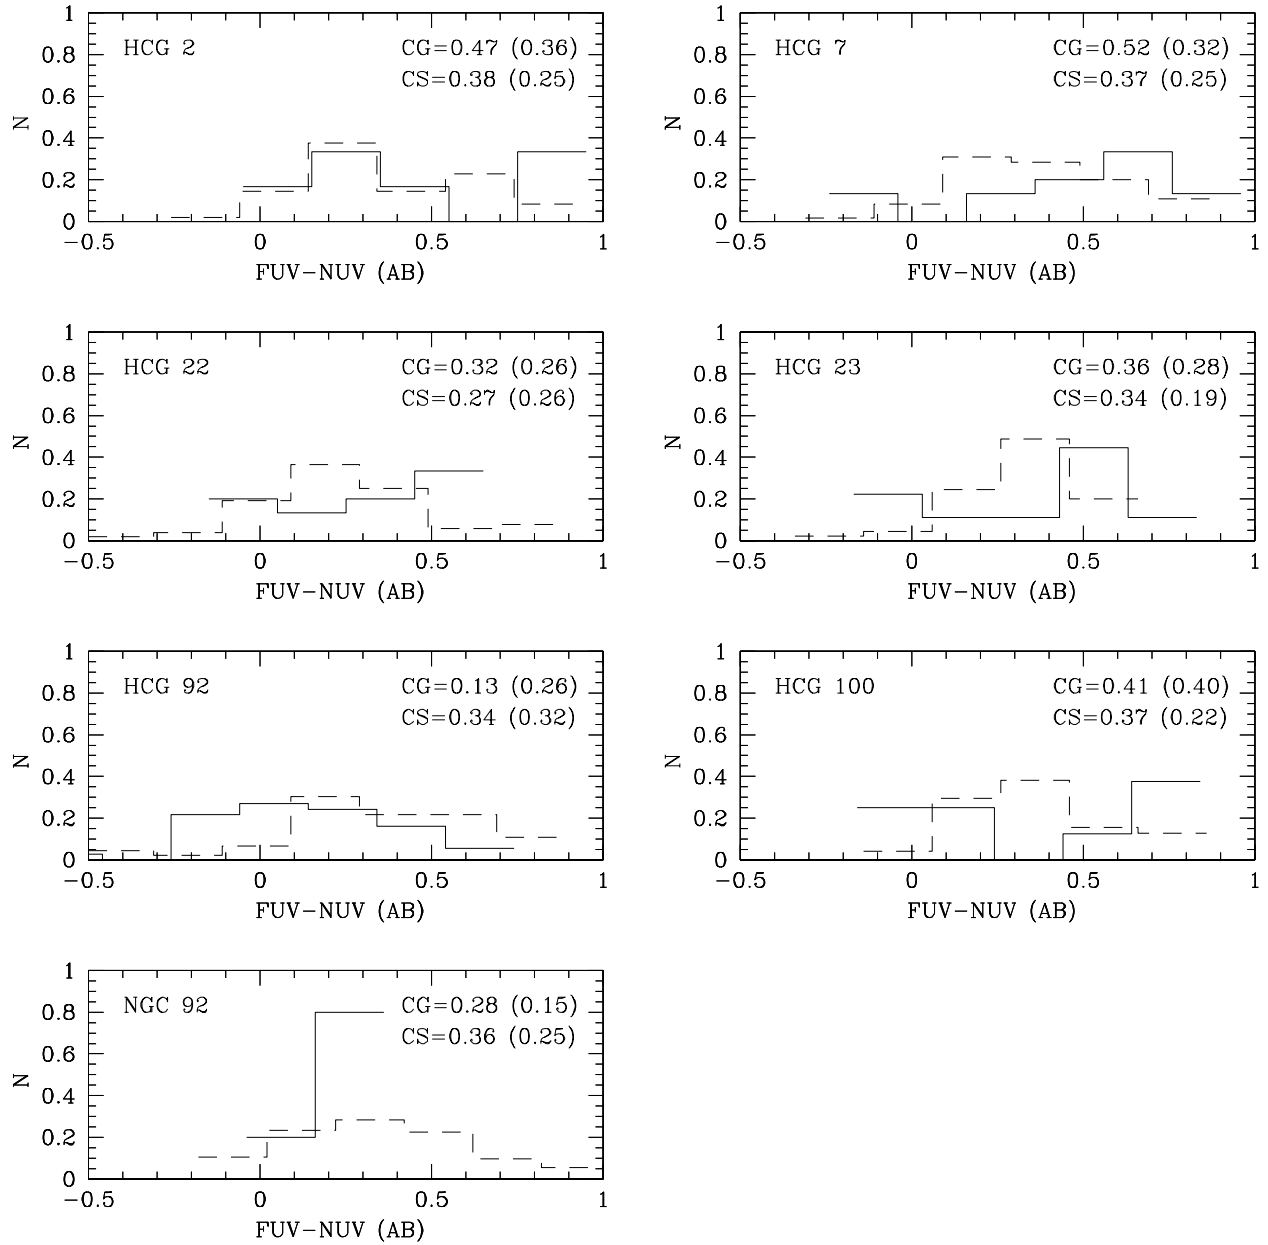 HCG 2 CG=0.47 (0.36)
CS=0.38 (0.25)
1
0.8
0.6
0.4
0.2
0
N
-0.5 0 0.5 1
FUV-NUV (AB)
HCG 7 CG=0.52 (0.32)
CS=0.37 (0.25)
1
0.8
0.6
0.4
0.2
0
N
-0.5 0 0.5 1
FUV-NUV (AB)
HCG 22 CG=0.32 (0.26)
CS=0.27 (0.26)
1
0.8
0.6
0.4
0.2
0
N
-0.5 0 0.5 1
FUV-NUV (AB)
HCG 23 CG=0.36 (0.28)
CS=0.34 (0.19)
1
0.8
0.6
0.4
0.2
0
N
-0.5 0 0.5 1
FUV-NUV (AB)
HCG 92 CG=0.13 (0.26)
CS=0.34 (0.32)
1
0.8
0.6
0.4
0.2
0
N
-0.5 0 0.5 1
FUV-NUV (AB)
HCG 100 CG=0.41 (0.40)
CS=0.37 (0.22)
1
0.8
0.6
0.4
0.2
0
N
-0.5 0 0.5 1
FUV-NUV (AB)
NGC 92 CG=0.28 (0.15)
CS=0.36 (0.25)
1
0.8
0.6
0.4
0.2
0
N
-0.5 0 0.5 1
FUV-NUV (AB)